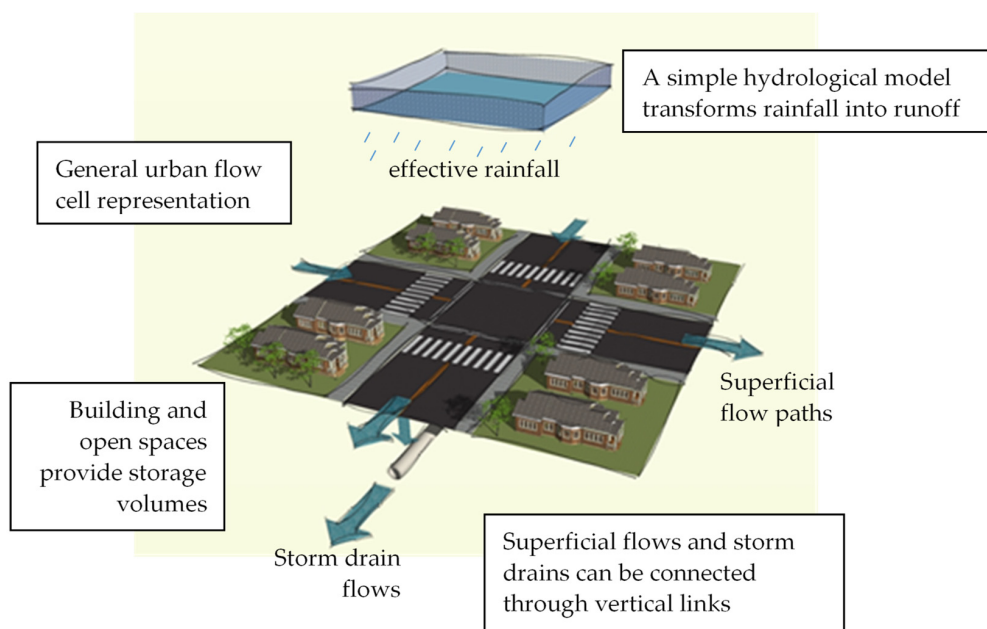 A simple hydrological model
transforms rainfall into runoff
effective rainfall
General urban flow
cell representation
Superficial
flow paths
Building and
open spaces
provide storage
volumes
Storm drain
flows
Superficial flows and storm
drains can be connected
through vertical links